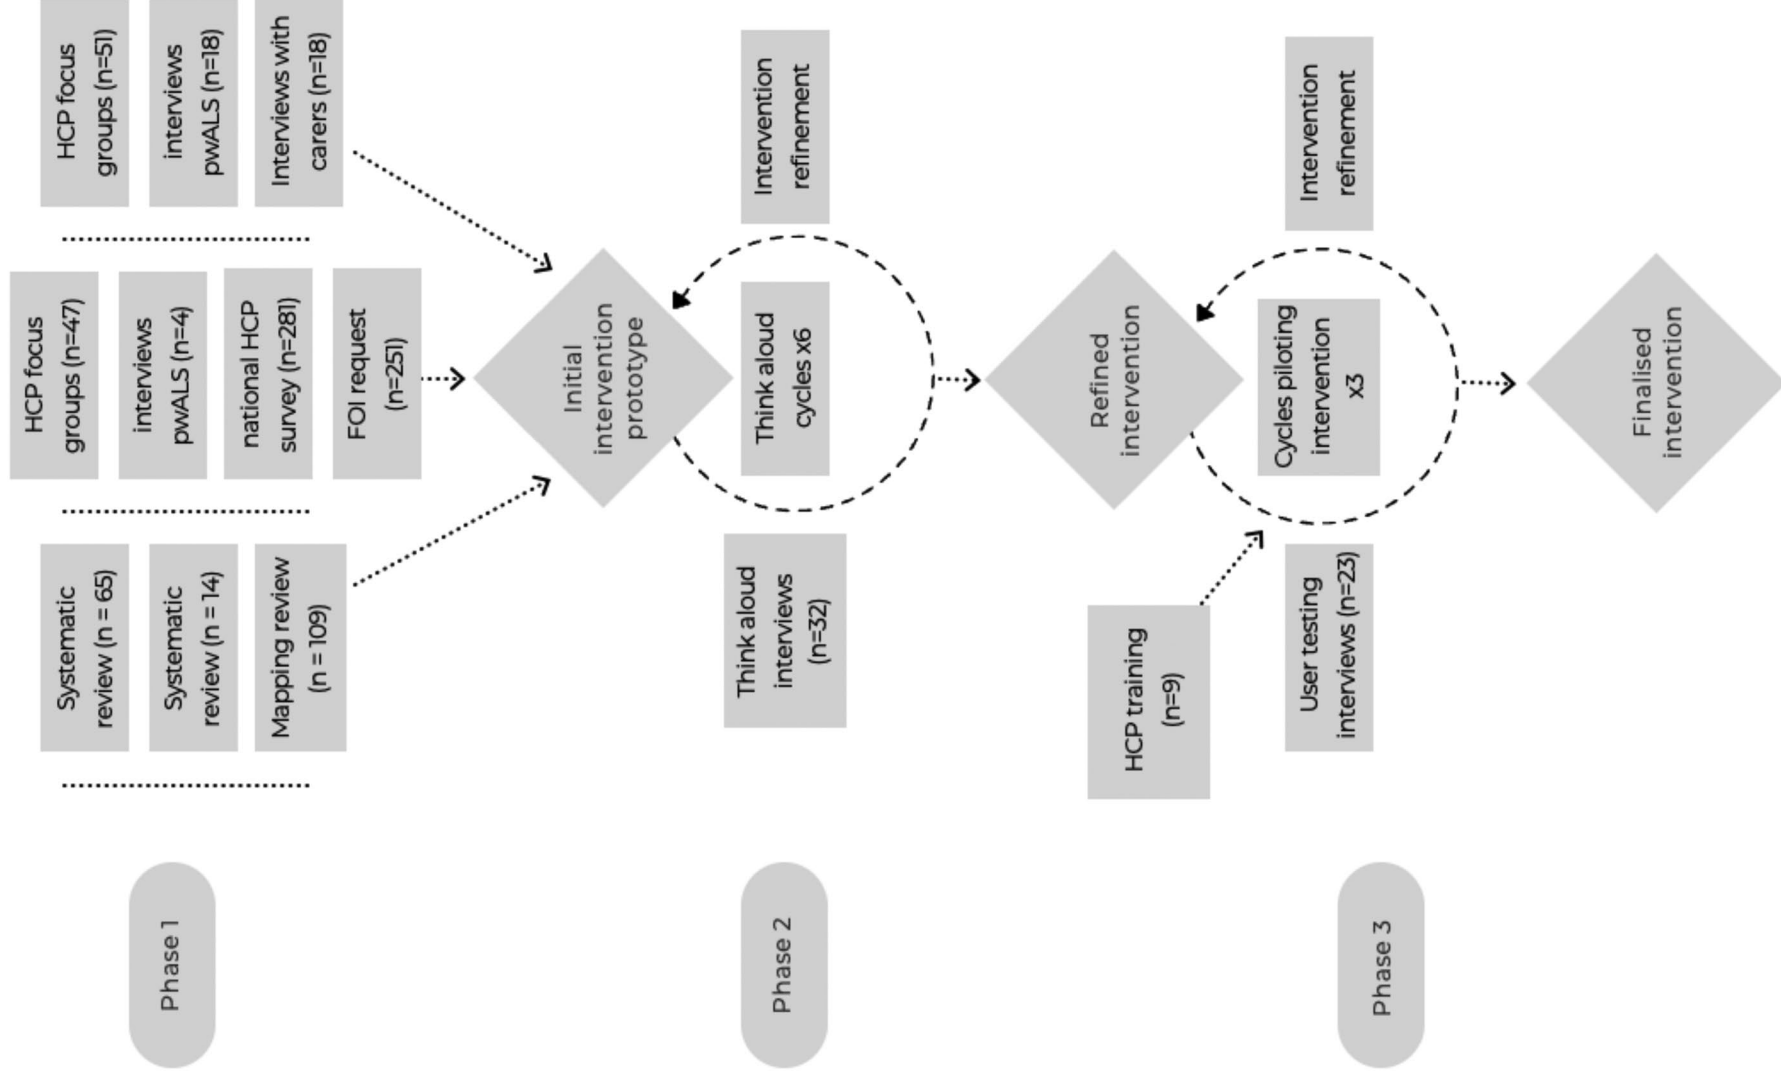 Phase 1
Systematic
review (n = 65)
Systematic
review (n = 14)
Mapping review
(n = 109)
HCP focus
groups (n=47)
interviews
pwALS (n=4)
national HCP
survey (n=281)
FOI request
(n=251)
HCP focus
groups (n=51)
interviews
pwALS (n=18)
Interviews with
carers (n=18)
Initial
intervention
prototype
Phase 2
Think aloud
interviews
(n=32)
Think aloud
cycles x6
Intervention
refinement
Refined
intervention
Phase 3
HCP training
(n=9)
User testing
interviews (n=23)
Cycles piloting
intervention
x3
Intervention
refinement
Finalised
intervention